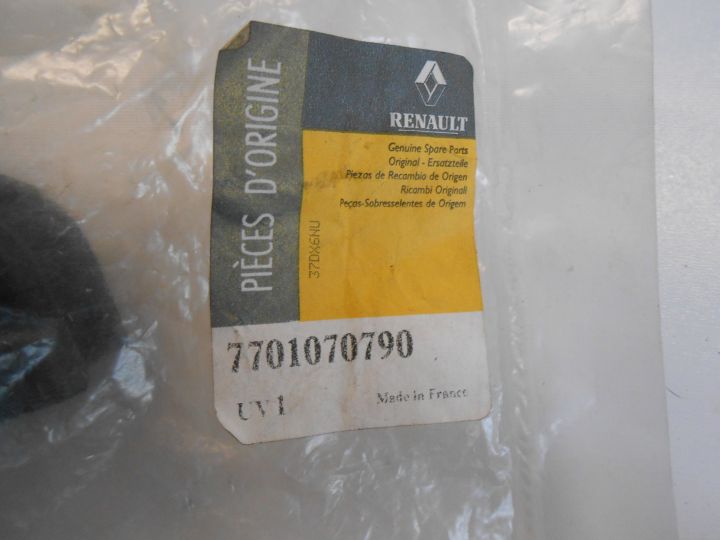 PIÈCES D'ORIGINE
RENAULT
Genuine Spare Parts
Original - Ersatzteile
Piezas de Recambio de Origen
Ricambi Originali
Peças-Sobresselentes de Origem
37DX6NU
7701070790
UV1
Made in France